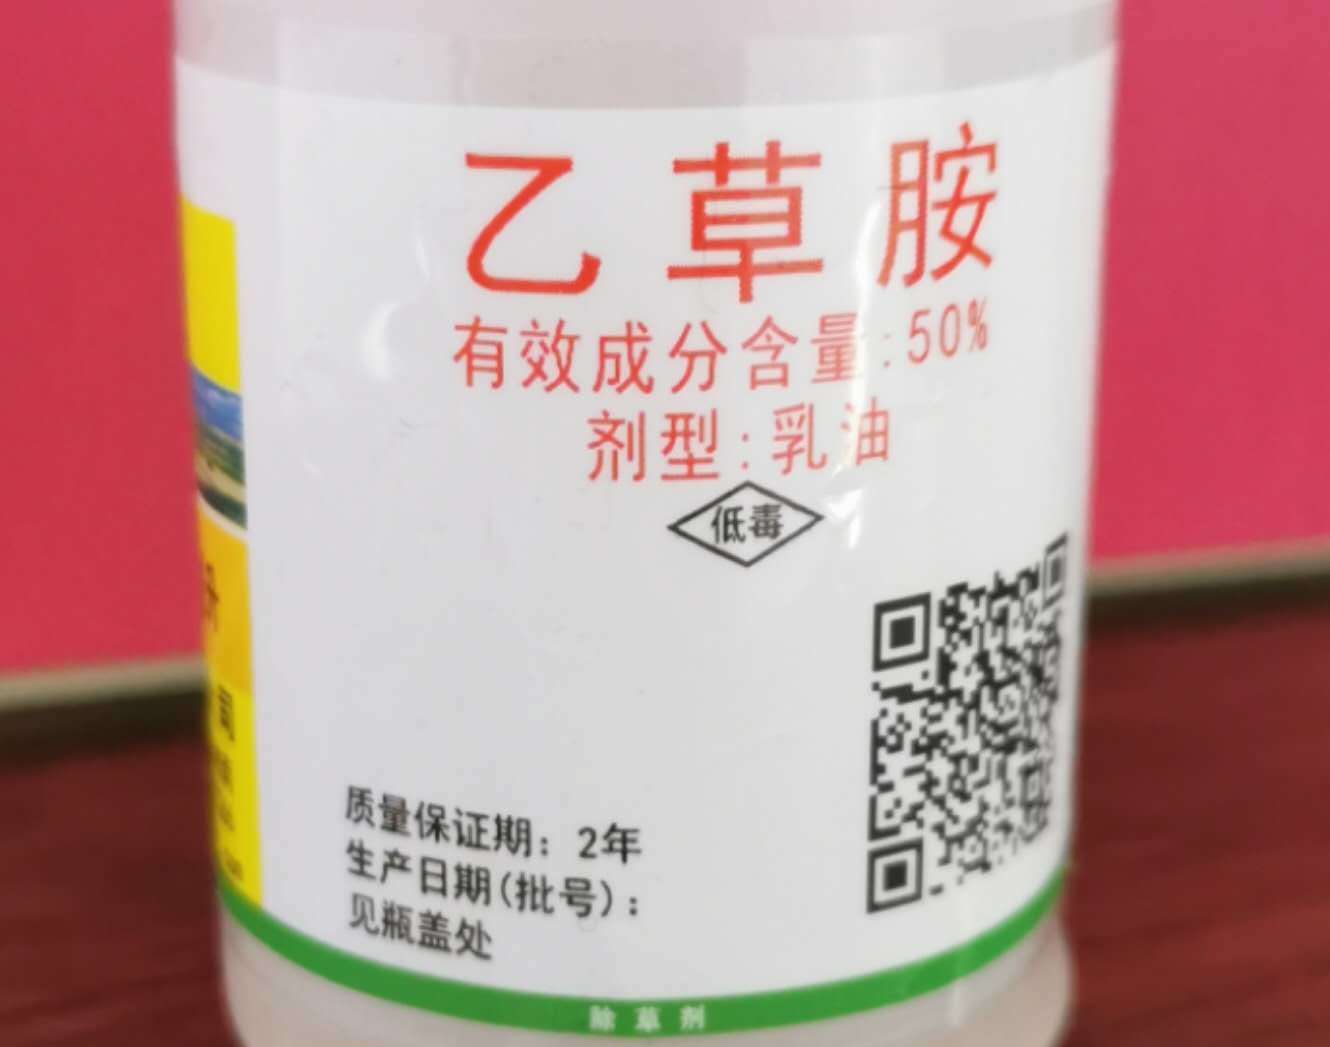 乙草胺
有效成分含量:50%
剂型:乳油
低毒
质量保证期：2年
生产日期(批号)：
见瓶盖处
除草剂